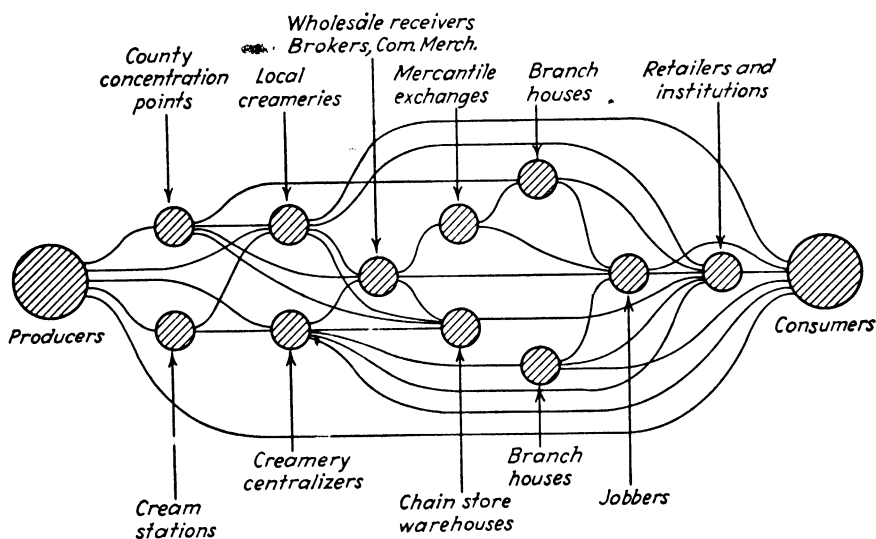 Wholesale receivers
Brokers, Com. Merch.
County
concentration
points
Local
creameries
Mercantile
exchanges
Branch
houses
Retailers and
institutions
Producers
Consumers
Creamery
centralizers
Cream
stations
Chain store
warehouses
Branch
houses
Jobbers